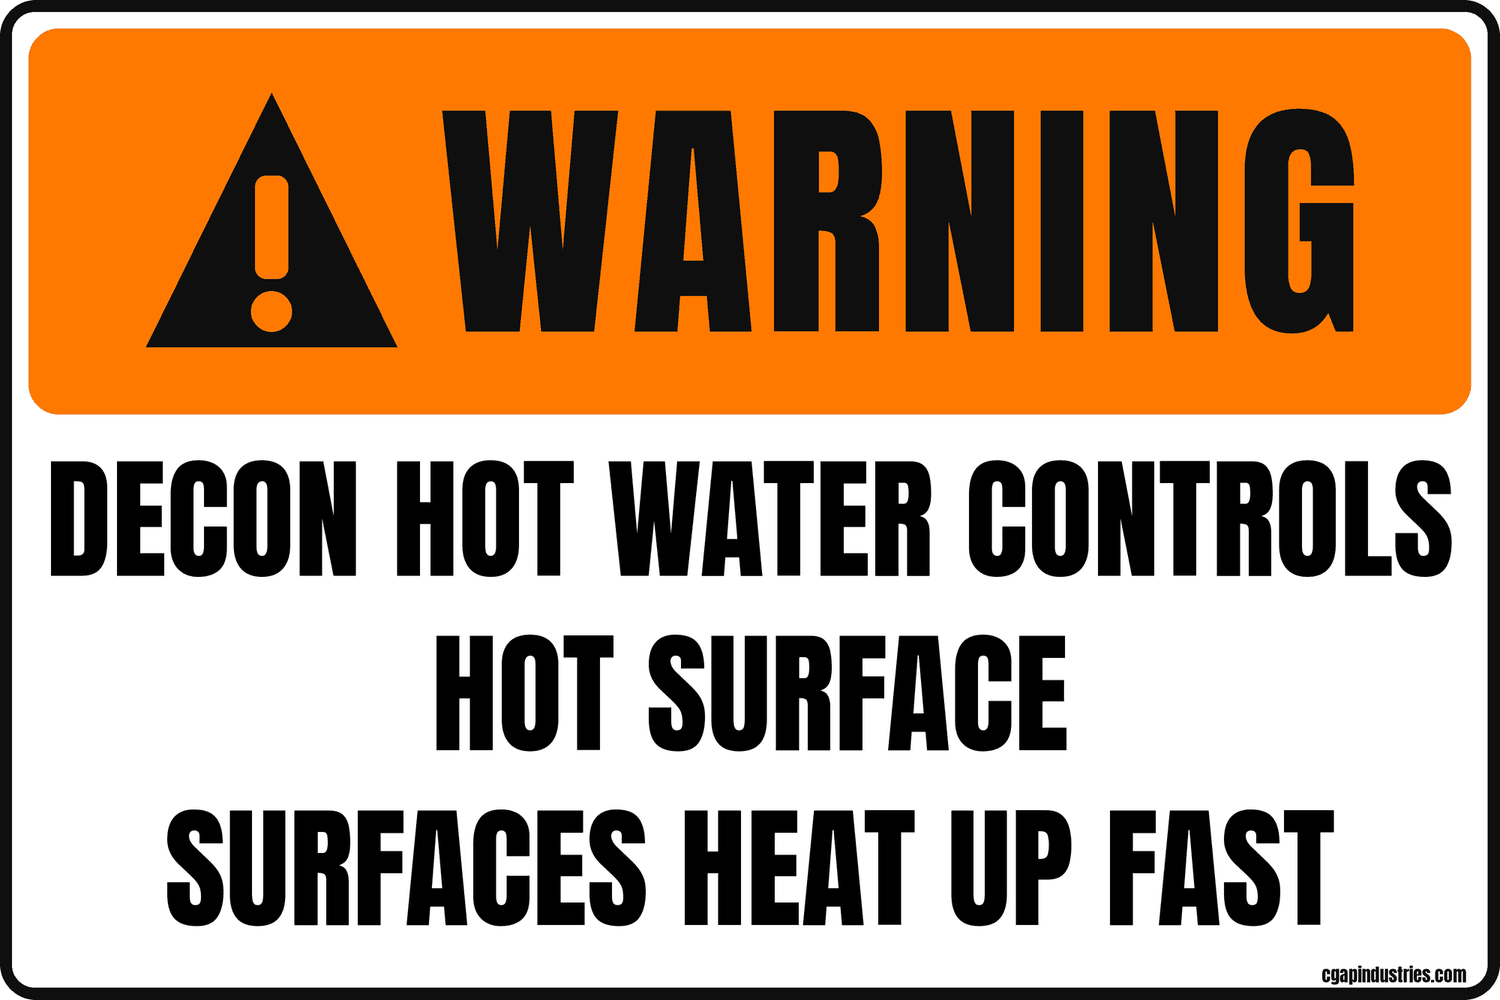 WARNING
DECON HOT WATER CONTROLS
HOT SURFACE
SURFACES HEAT UP FAST
cgapindustries.com